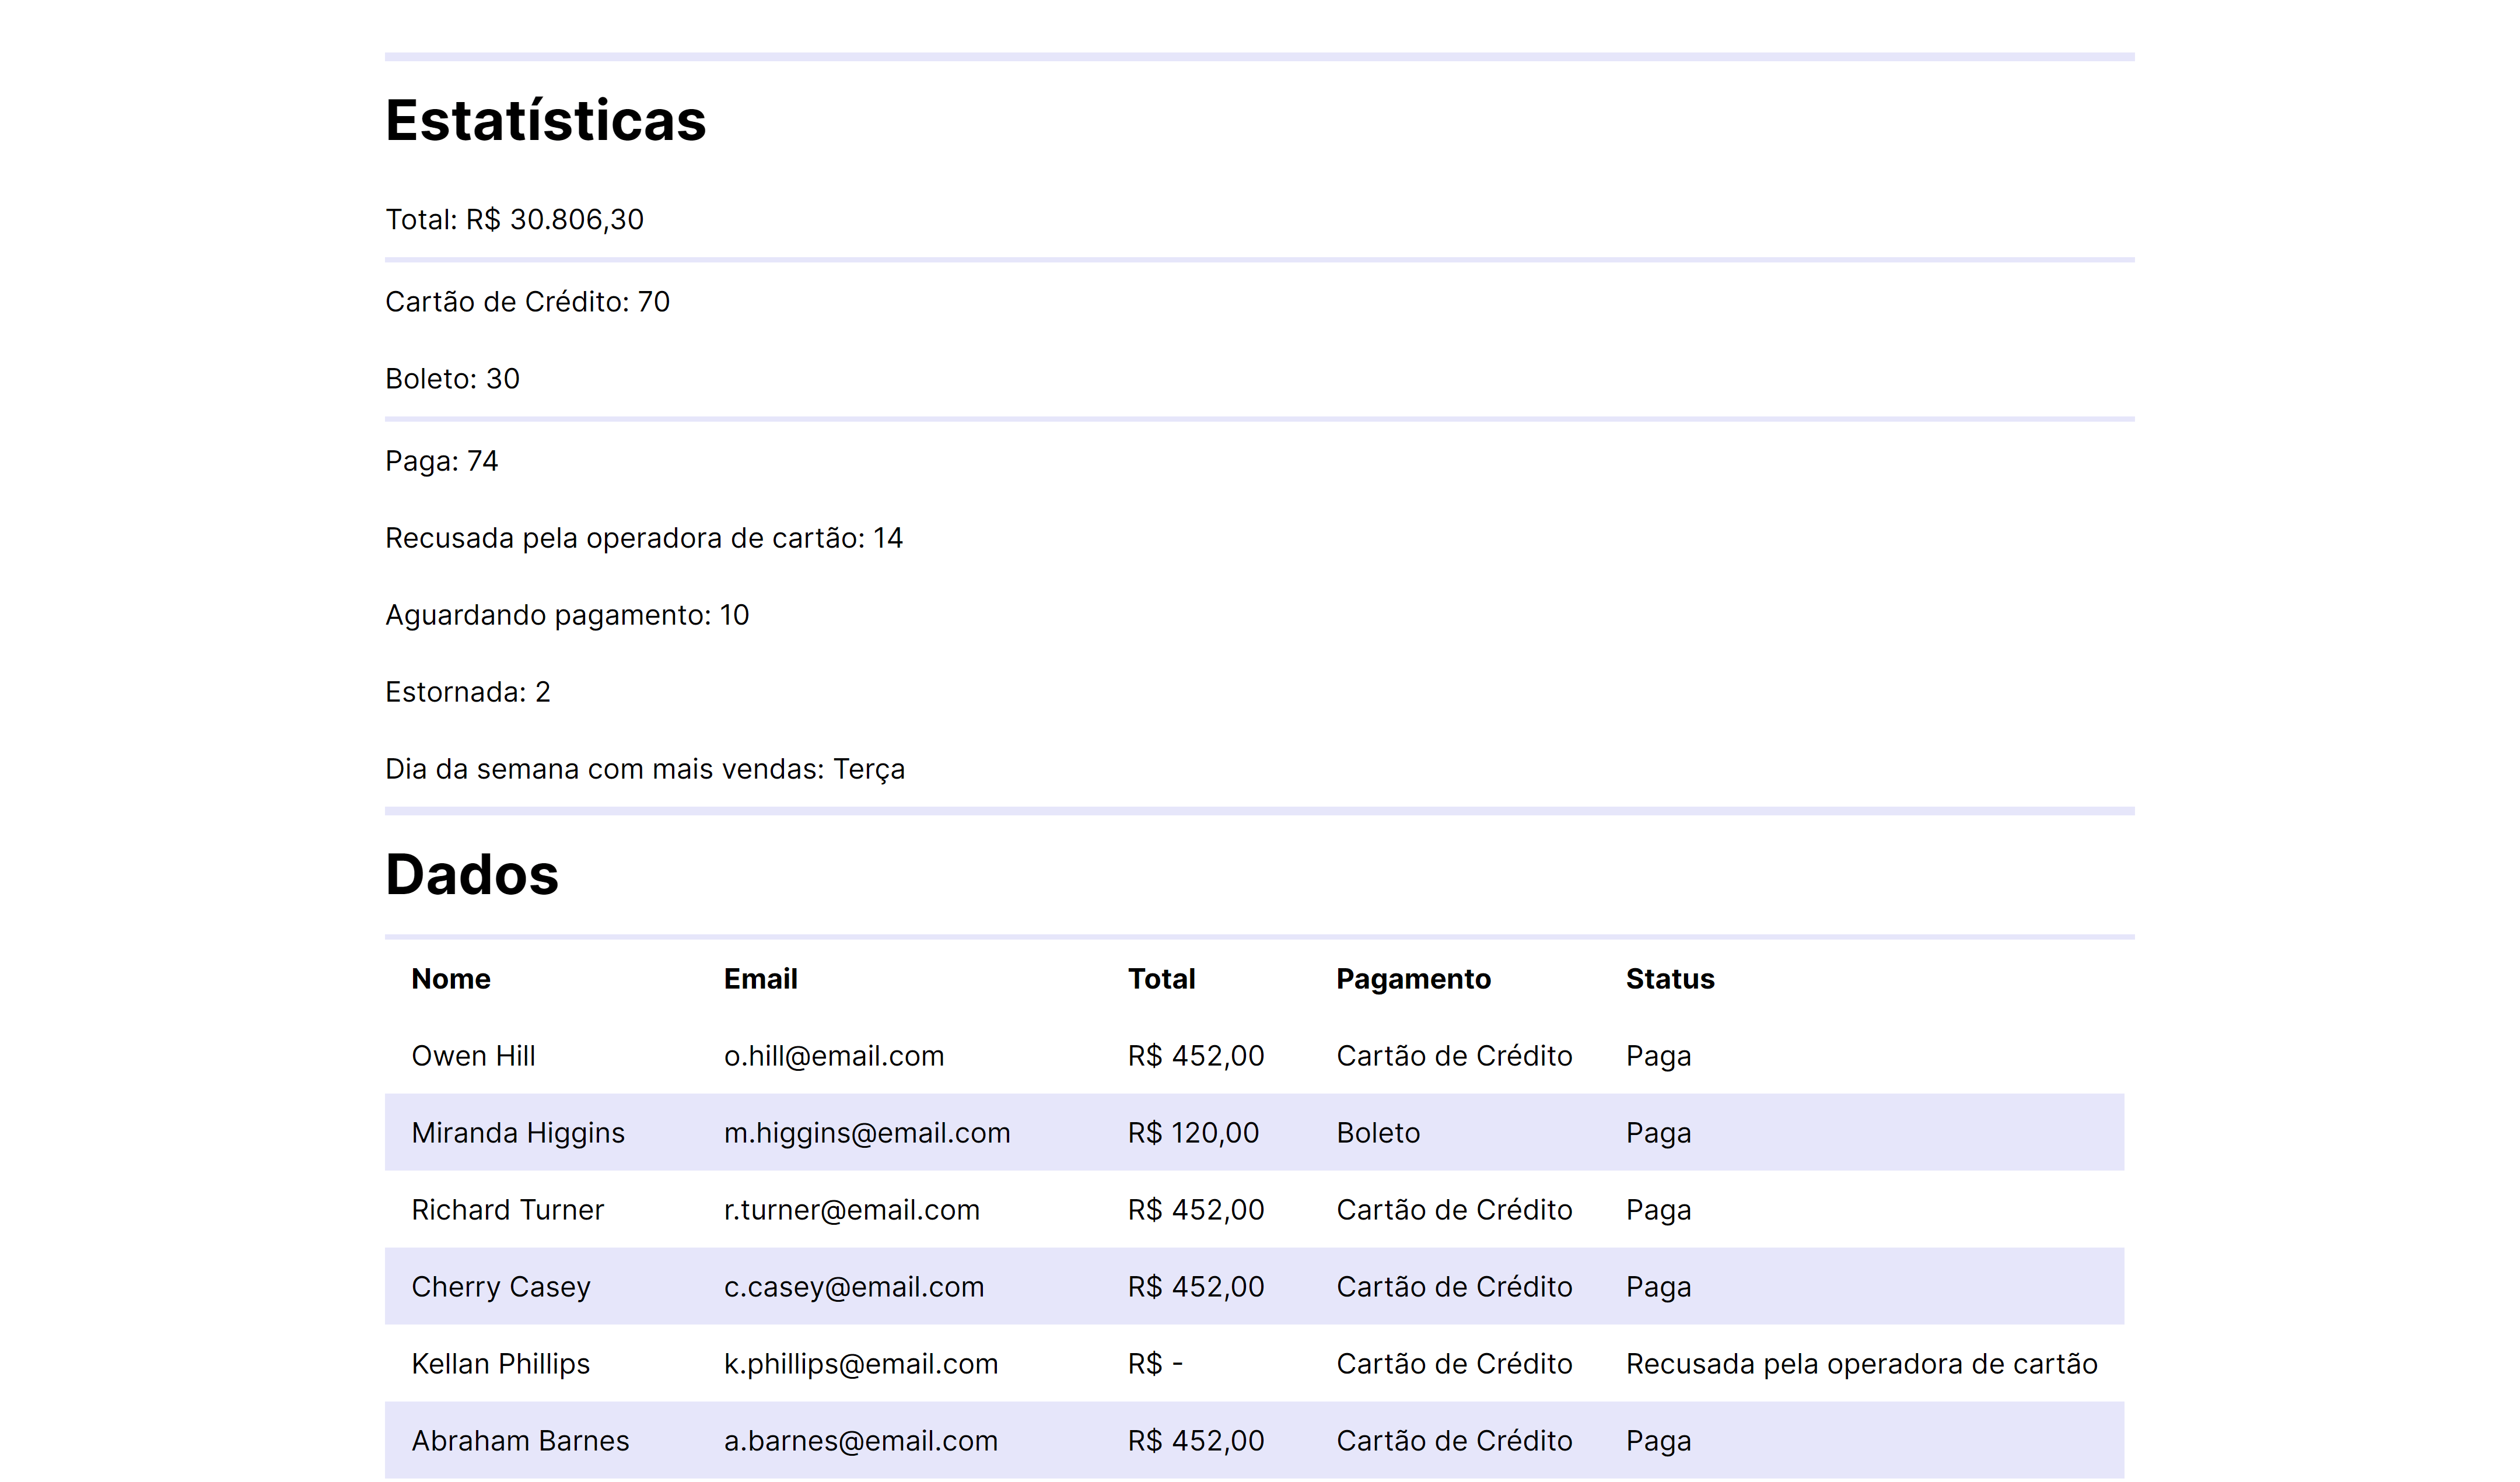 Estatísticas
Total: R$ 30.806,30
Cartão de Crédito: 70
Boleto: 30
Paga: 74
Recusada pela operadora de cartão: 14
Aguardando pagamento: 10
Estornada: 2
Dia da semana com mais vendas: Terça
Dados
Nome Email Total Pagamento Status
Owen Hill o.hill@email.com R$ 452,00 Cartão de Crédito Paga
Miranda Higgins m.higgins@email.com R$ 120,00 Boleto Paga
Richard Turner r.turner@email.com R$ 452,00 Cartão de Crédito Paga
Cherry Casey c.casey@email.com R$ 452,00 Cartão de Crédito Paga
Kellan Phillips k.phillips@email.com R$ - Cartão de Crédito Recusada pela operadora de cartão
Abraham Barnes a.barnes@email.com R$ 452,00 Cartão de Crédito Paga